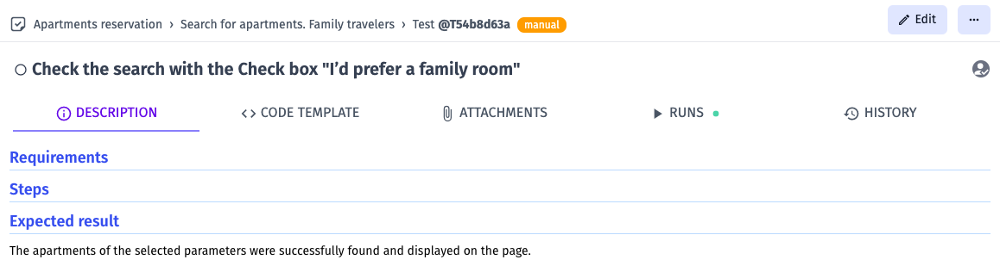 Apartments reservation › Search for apartments. Family travelers › Test @T54b8d63a manual Edit ...
Check the search with the Check box "I’d prefer a family room"
DESCRIPTION <> CODE TEMPLATE ATTACHMENTS RUNS HISTORY
Requirements
Steps
Expected result
The apartments of the selected parameters were successfully found and displayed on the page.